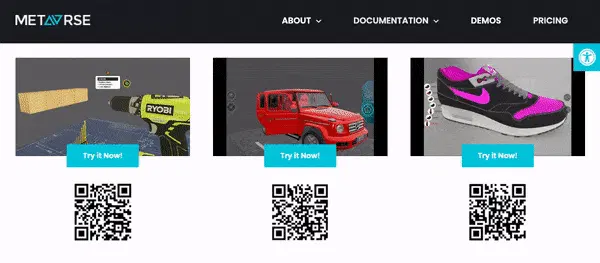 METAVRSE
ABOUT
DOCUMENTATION
DEMOS
PRICING
RYOBI
Try it Now!
Try it Now!
Try it Now!